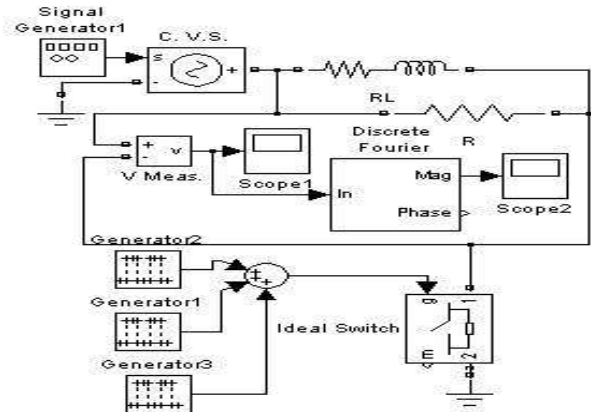 Signal
Generator1
C. V.S.
s
+
-
RL
R
+
-
v
V Meas.
Scope1
Discrete
Fourier
In
Mag
Phase
Scope2
Generator2
Generator1
Generator3
+
+
+
Ideal Switch
g
1
m
2